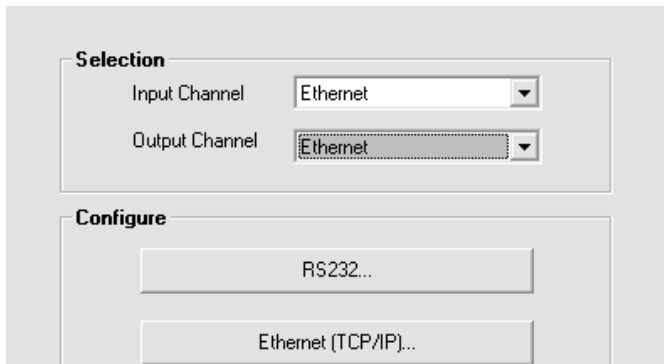 Selection
Input Channel Ethernet
Output Channel Ethernet
Configure
RS232...
Ethernet (TCP/IP)...